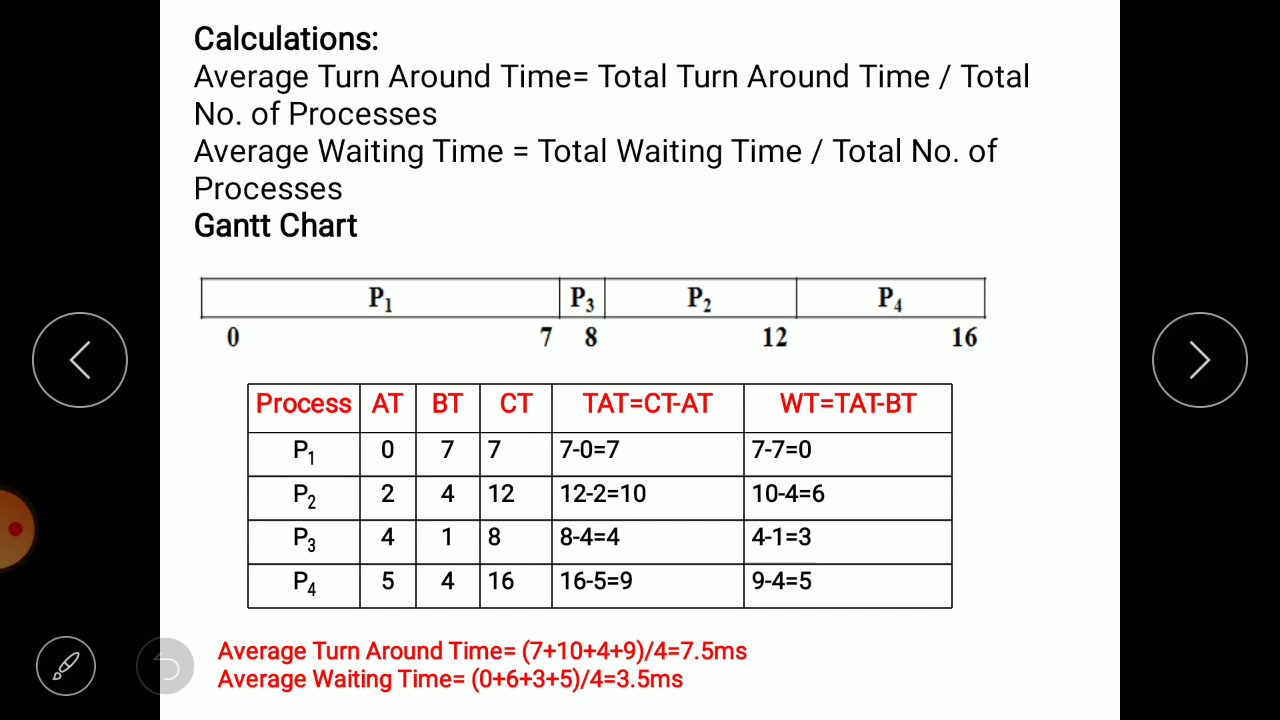 Calculations:
Average Turn Around Time= Total Turn Around Time / Total
No. of Processes
Average Waiting Time = Total Waiting Time / Total No. of
Processes
Gantt Chart
P₁ P₃ P₂ P₄
0 7 8 12 16
Process AT BT CT TAT=CT-AT WT=TAT-BT
P₁ 0 7 7 7-0=7 7-7=0
P₂ 2 4 12 12-2=10 10-4=6
P₃ 4 1 8 8-4=4 4-1=3
P₄ 5 4 16 16-5=9 9-4=5
Average Turn Around Time= (7+10+4+9)/4=7.5ms
Average Waiting Time= (0+6+3+5)/4=3.5ms